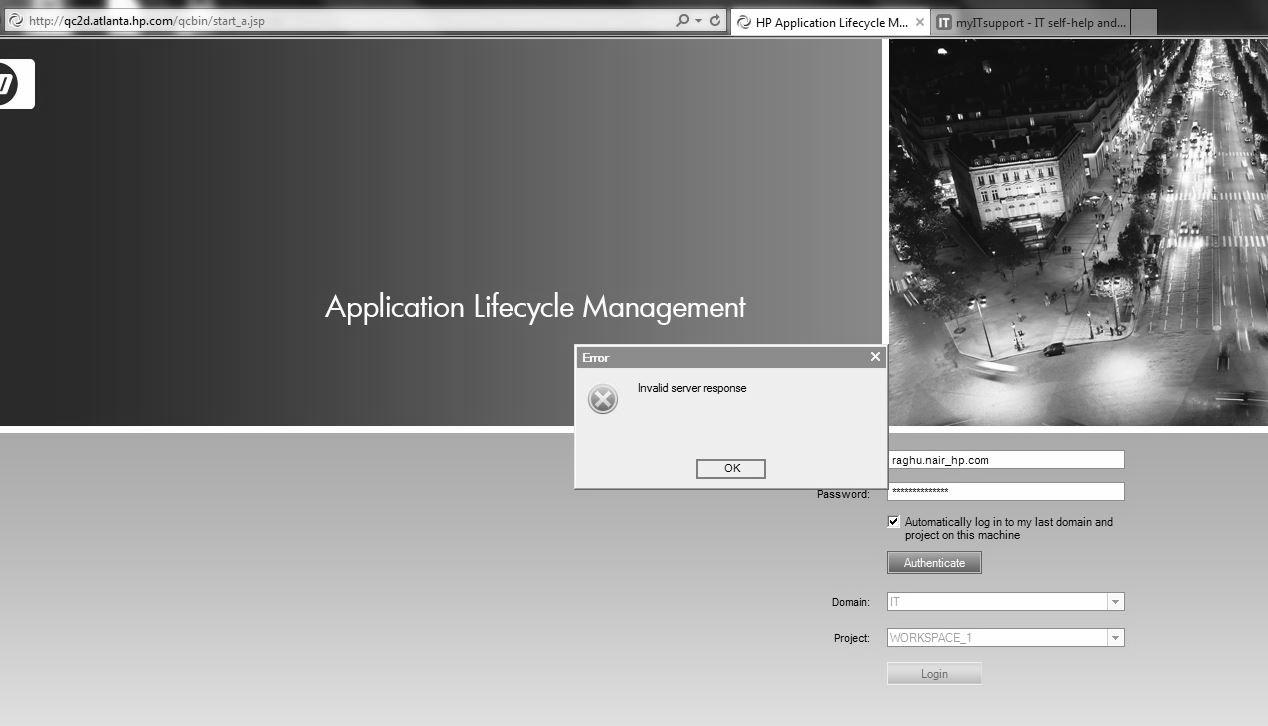 http://qc2d.atlanta.hp.com/qcbin/start_a.jsp
HP Application Lifecycle M...
IT myITsupport - IT self-help and...
Application Lifecycle Management
Error
Invalid server response
OK
raghu.nair_hp.com
Password: **************
Automatically log in to my last domain and
project on this machine
Authenticate
Domain: IT
Project: WORKSPACE_1
Login